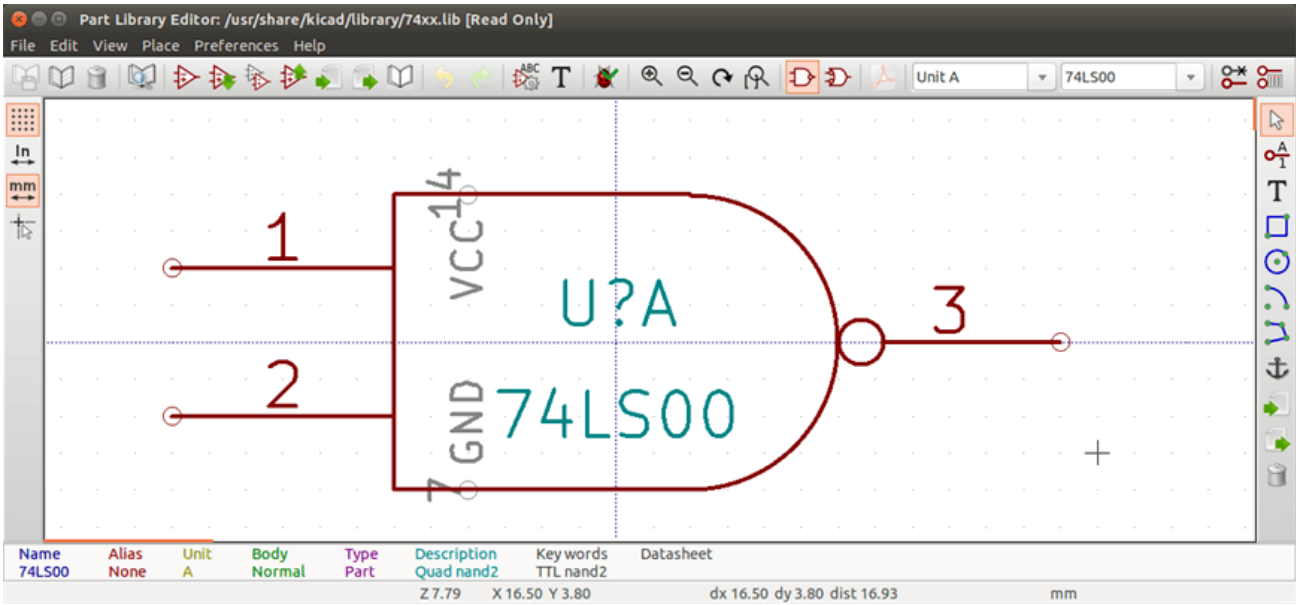 Part Library Editor: /usr/share/kicad/library/74xx.lib [Read Only]
File Edit View Place Preferences Help
ABC T Unit A 74LS00
In
mm
A
1
T
14
VCC
1
U?A
3
2
GND
74LS00
7
Name Alias Unit Body Type Description Key words Datasheet
74LS00 None A Normal Part Quad nand2 TTL nand2
Z 7.79 X 16.50 Y 3.80 dx 16.50 dy 3.80 dist 16.93 mm